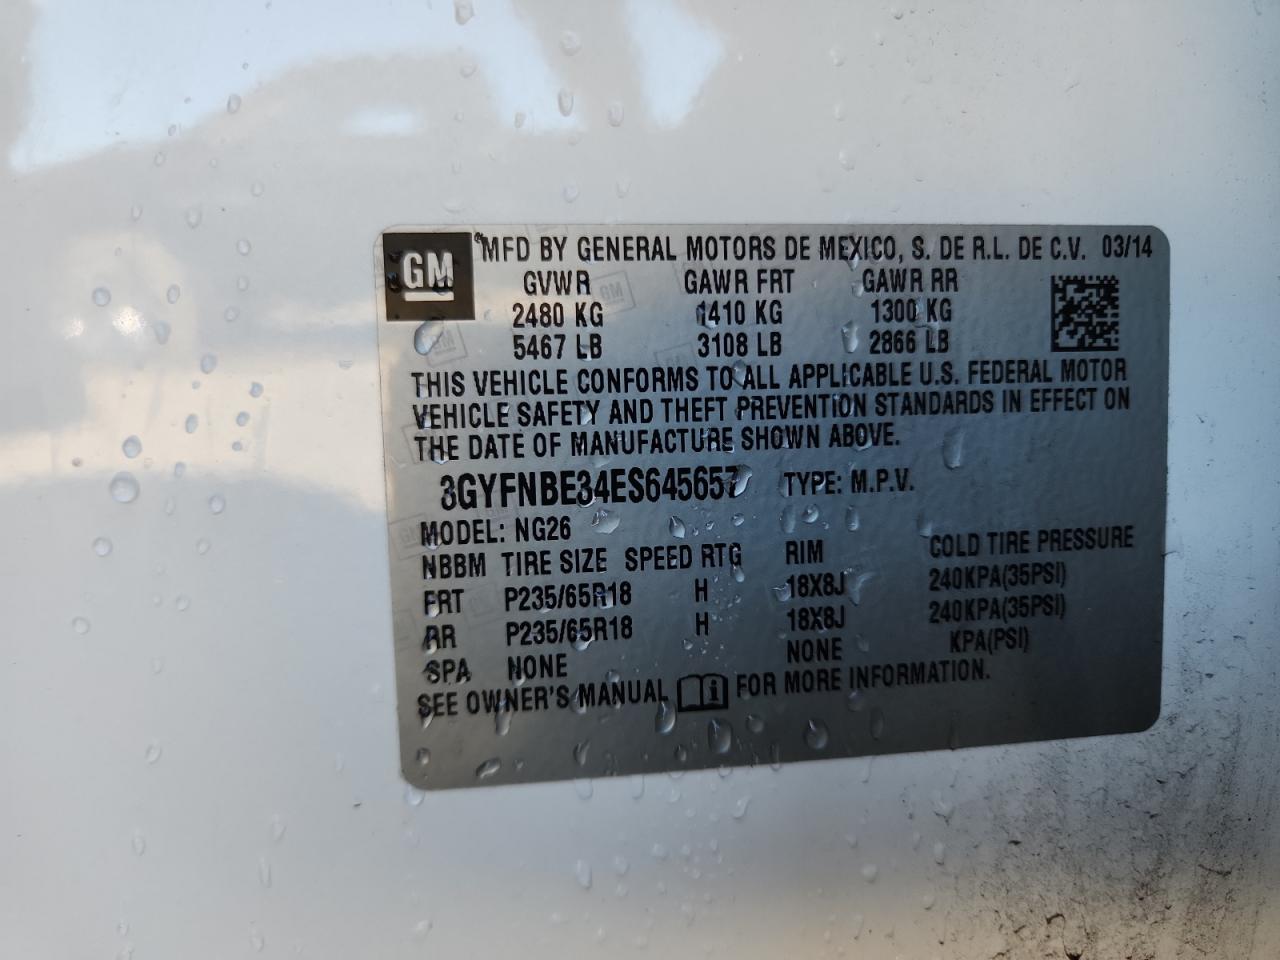 GM MFD BY GENERAL MOTORS DE MEXICO, S. DE R.L. DE C.V. 03/14
GVWR GAWR FRT GAWR RR
2480 KG 1410 KG 1300 KG
5467 LB 3108 LB 2866 LB
THIS VEHICLE CONFORMS TO ALL APPLICABLE U.S. FEDERAL MOTOR
VEHICLE SAFETY AND THEFT PREVENTION STANDARDS IN EFFECT ON
THE DATE OF MANUFACTURE SHOWN ABOVE.
3GYFNBE34ES645657 TYPE: M.P.V.
MODEL: NG26
NBBM TIRE SIZE SPEED RTG RIM COLD TIRE PRESSURE
FRT P235/65R18 H 18X8J 240KPA(35PSI)
RR P235/65R18 H 18X8J 240KPA(35PSI)
SPA NONE NONE KPA(PSI)
SEE OWNER'S MANUAL FOR MORE INFORMATION.